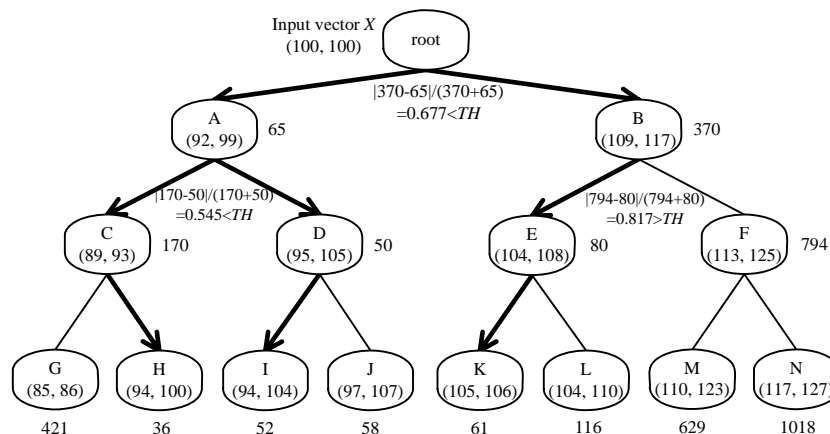 Input vector X
(100, 100)
root
|370-65|/(370+65)
=0.677<TH
A
(92, 99)
65
B
(109, 117)
370
|170-50|/(170+50)
=0.545<TH
|794-80|/(794+80)
=0.817>TH
C
(89, 93)
170
D
(95, 105)
50
E
(104, 108)
80
F
(113, 125)
794
G
(85, 86)
H
(94, 100)
I
(94, 104)
J
(97, 107)
K
(105, 106)
L
(104, 110)
M
(110, 123)
N
(117, 127)
421 36 52 58 61 116 629 1018